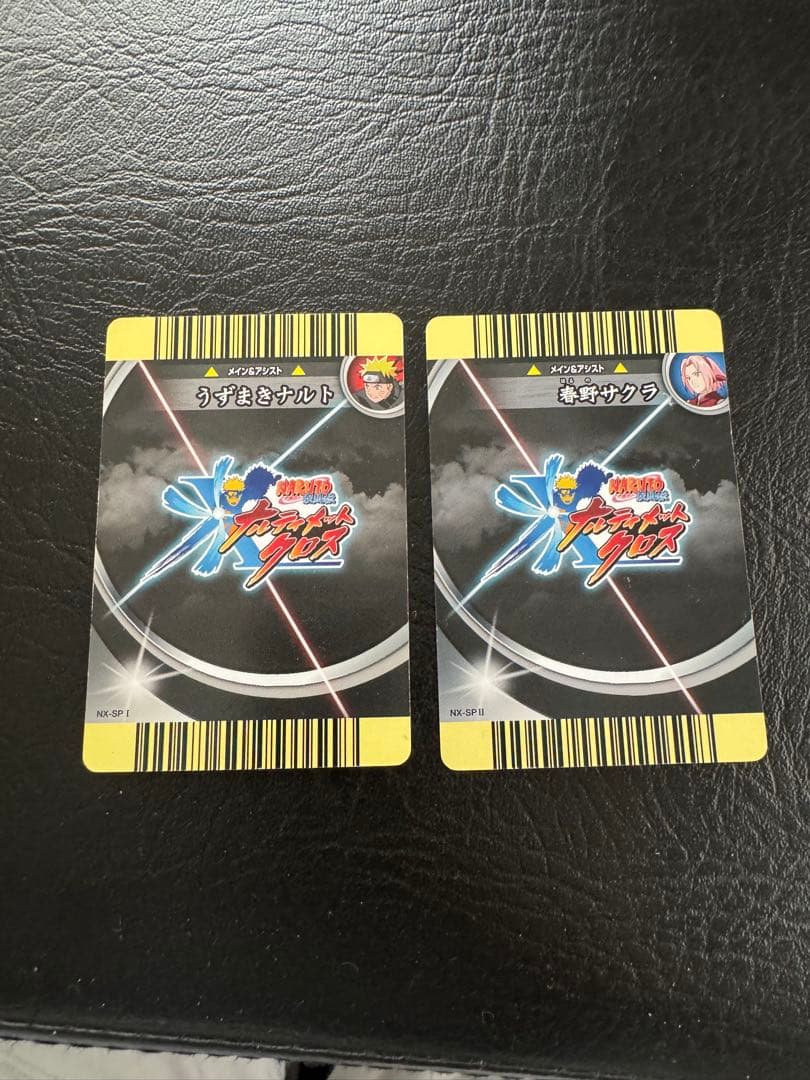 メイン&アシスト
うずまきナルト
NARUTO
疾風伝
ナルティメット
クロス
NX-SP I
メイン&アシスト
はるの
春野サクラ
NARUTO
疾風伝
ナルティメット
クロス
NX-SP II